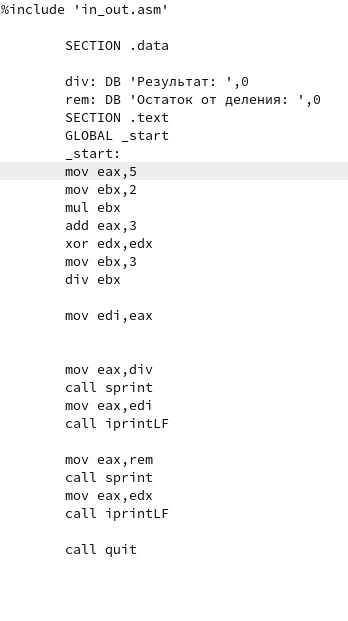 %include 'in_out.asm'
SECTION .data
div: DB 'Результат: ',0
rem: DB 'Остаток от деления: ',0
SECTION .text
GLOBAL _start
_start:
mov eax,5
mov ebx,2
mul ebx
add eax,3
xor edx,edx
mov ebx,3
div ebx
mov edi,eax
mov eax,div
call sprint
mov eax,edi
call iprintLF
mov eax,rem
call sprint
mov eax,edx
call iprintLF
call quit